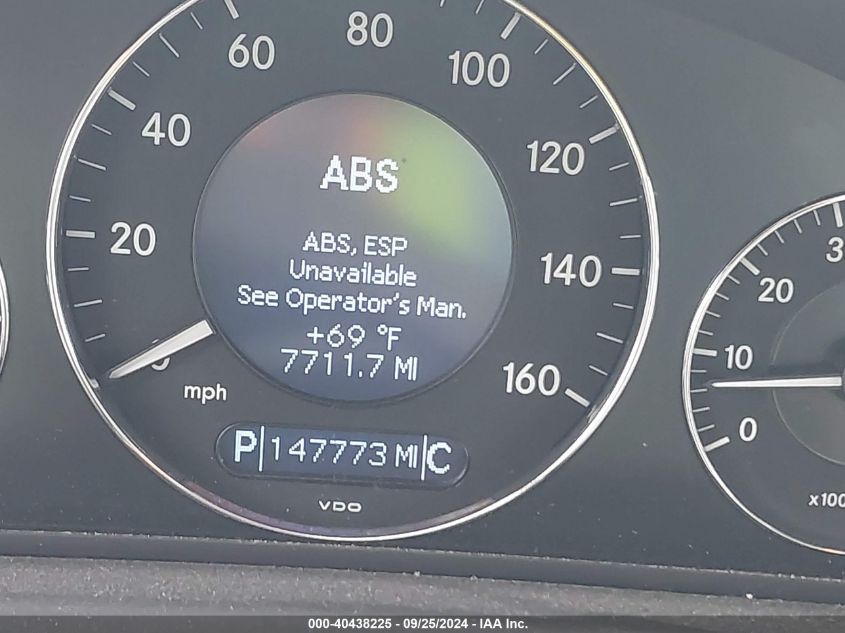 80
60
100
40
120
20
140
160
0
mph
ABS
ABS, ESP
Unavailable
See Operator's Man.
+69 °F
7711.7 MI
P 147773 MI C
VDO
20
10
0
000-40438225 - 09/25/2024 - IAA Inc.